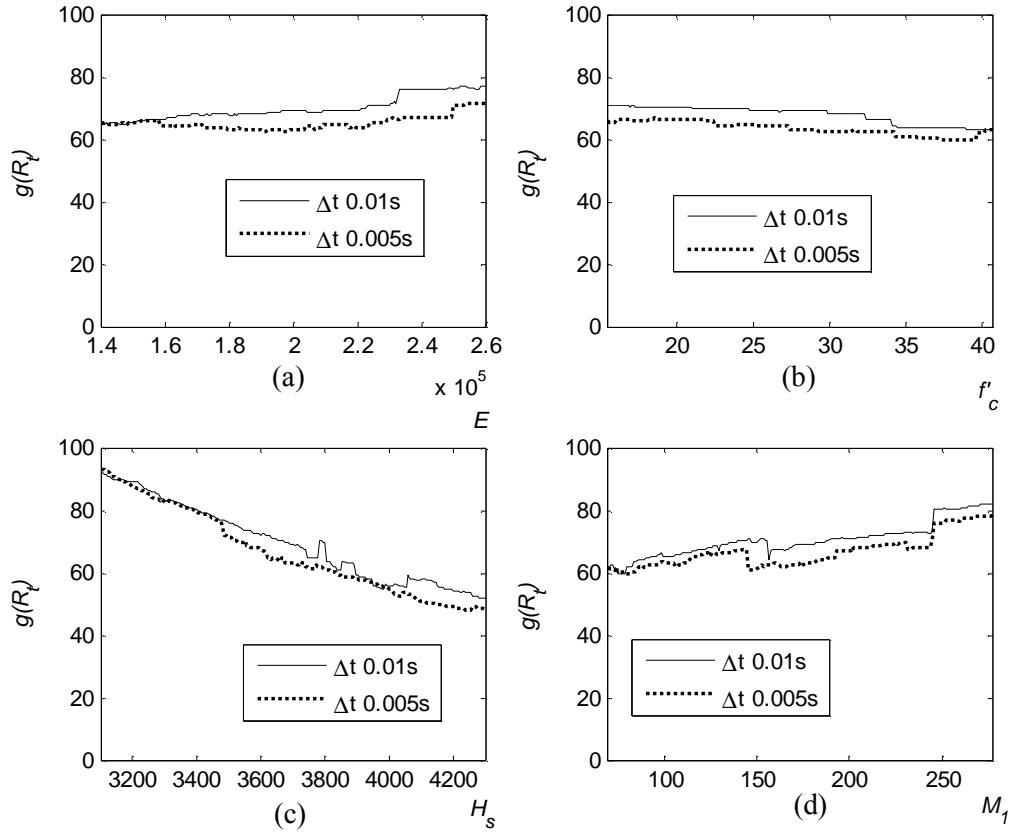 100
80
60
40
20
0
g(R_t)
Δt 0.01s
Δt 0.005s
1.4 1.6 1.8 2 2.2 2.4 2.6
x 10^5
(a)
E
100
80
60
40
20
0
g(R_t)
Δt 0.01s
Δt 0.005s
20 25 30 35 40
(b)
f'_c
100
80
60
40
20
0
g(R_t)
Δt 0.01s
Δt 0.005s
3200 3400 3600 3800 4000 4200
(c)
H_s
100
80
60
40
20
0
g(R_t)
Δt 0.01s
Δt 0.005s
100 150 200 250
(d)
M_1